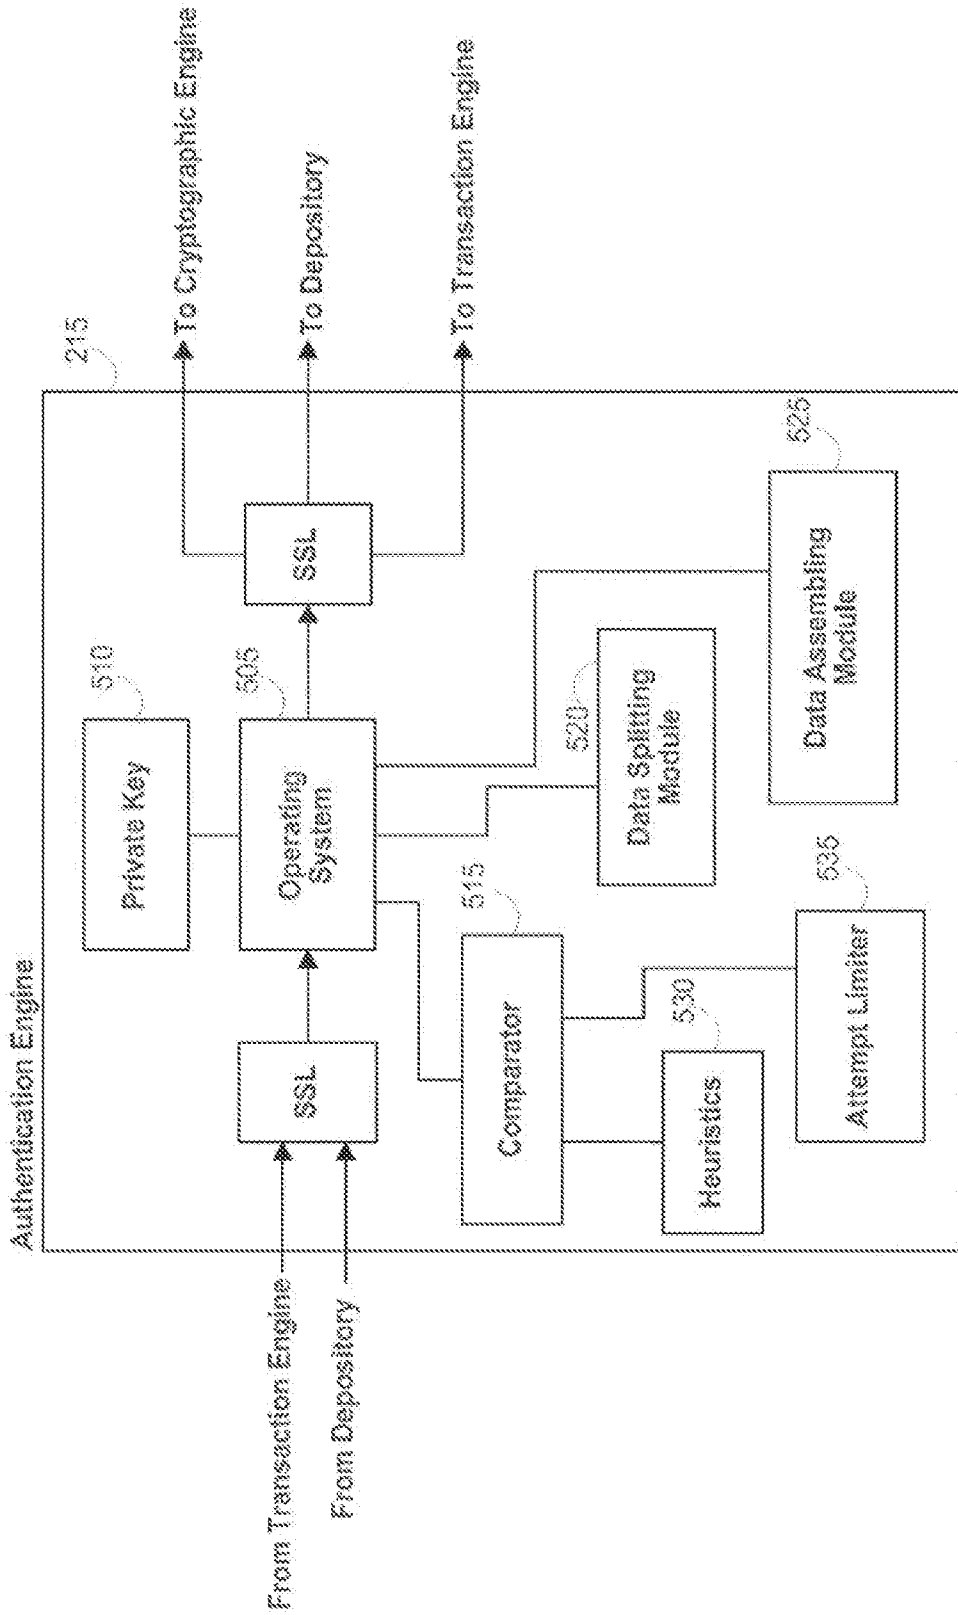 Authentication Engine
215
From Transaction Engine
From Depository
SSL
Private Key
510
Operating
System
505
SSL
To Cryptographic Engine
To Depository
To Transaction Engine
Comparator
515
Heuristics
530
Attempt Limiter
535
Data Splitting
Module
520
Data Assembling
Module
525